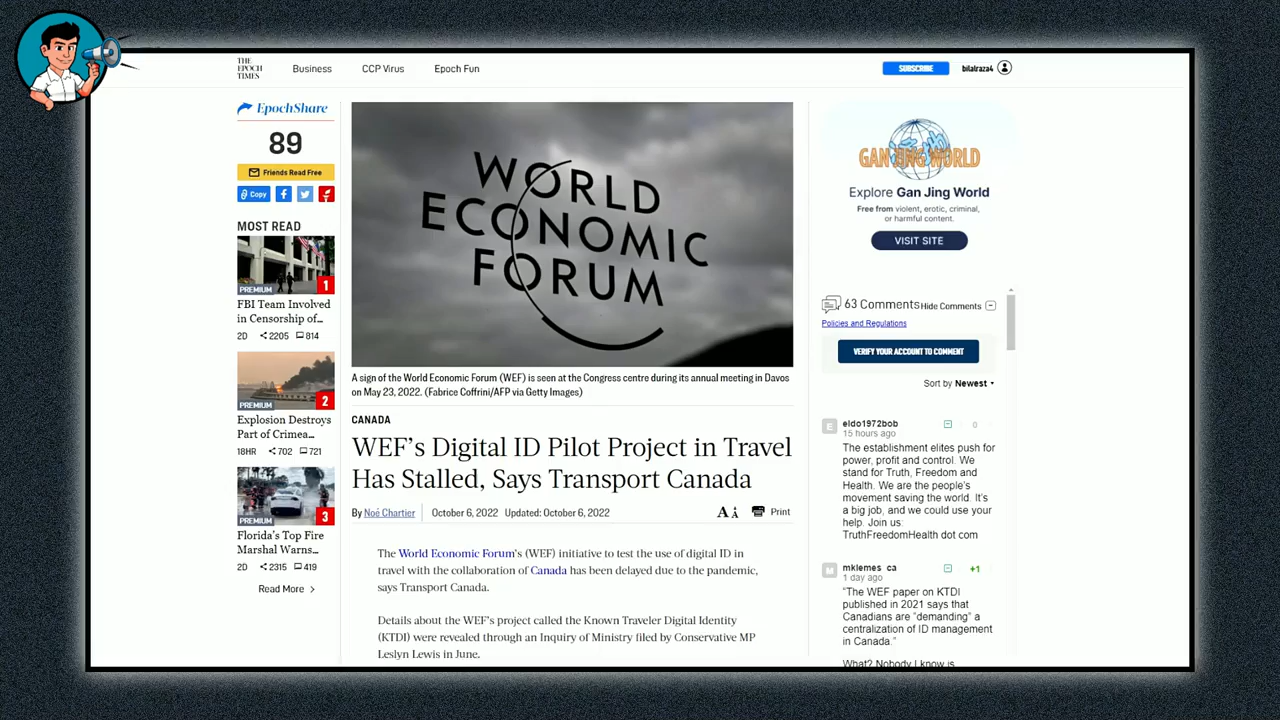 THE
EPOCH
TIMES
Business
CCP Virus
Epoch Fun
SUBSCRIBE
bilalraza4
EpochShare
89
Friends Read Free
Copy
MOST READ
PREMIUM
1
FBI Team Involved
in Censorship of...
2D
2205
814
PREMIUM
2
Explosion Destroys
Part of Crimea...
18HR
702
721
PREMIUM
3
Florida's Top Fire
Marshal Warns...
2D
2315
419
Read More
WORLD
ECONOMIC
FORUM
A sign of the World Economic Forum (WEF) is seen at the Congress centre during its annual meeting in Davos
on May 23, 2022. (Fabrice Coffrini/AFP via Getty Images)
CANADA
WEF's Digital ID Pilot Project in Travel
Has Stalled, Says Transport Canada
By Noé Chartier
October 6, 2022 Updated: October 6, 2022
AA
Print
The World Economic Forum's (WEF) initiative to test the use of digital ID in
travel with the collaboration of Canada has been delayed due to the pandemic,
says Transport Canada.
Details about the WEF's project called the Known Traveler Digital Identity
(KTDI) were revealed through an Inquiry of Ministry filed by Conservative MP
Leslyn Lewis in June.
GAN JING WORLD
Explore Gan Jing World
Free from violent, erotic, criminal,
or harmful content.
VISIT SITE
63 Comments
Hide Comments
Policies and Regulations
VERIFY YOUR ACCOUNT TO COMMENT
Sort by Newest
E
eldo1972bob
0
15 hours ago
The establishment elites push for
power, profit and control. We
stand for Truth, Freedom and
Health. We are the people's
movement saving the world. It's
a big job, and we could use your
help. Join us:
TruthFreedomHealth dot com
M
mklemes ca
+1
1 day ago
"The WEF paper on KTDI
published in 2021 says that
Canadians are "demanding" a
centralization of ID management
in Canada."
What? Nobody I know is